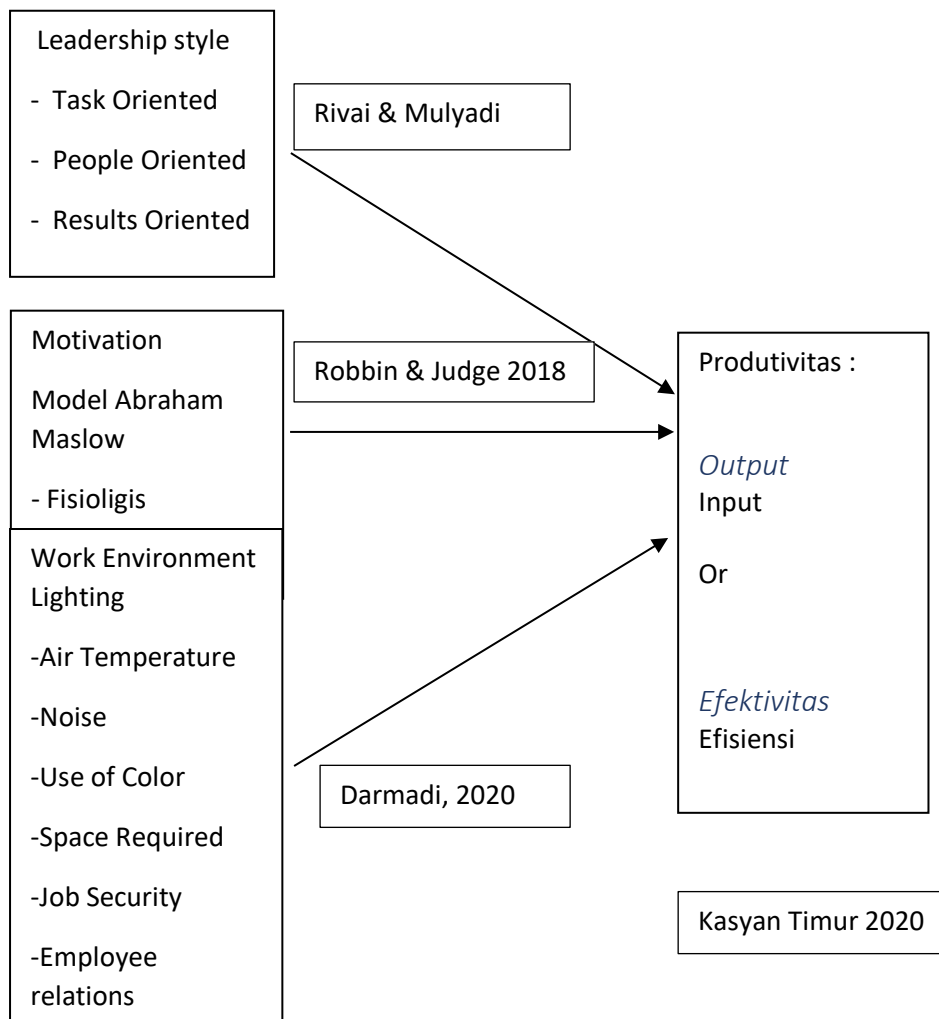 Leadership style
- Task Oriented
- People Oriented
- Results Oriented
Rivai & Mulyadi
Motivation
Model Abraham
Maslow
- Fisioligis
Robbin & Judge 2018
Work Environment
Lighting
-Air Temperature
-Noise
-Use of Color
-Space Required
-Job Security
-Employee
relations
Darmadi, 2020
Produtivitas :
Output
Input
Or
Efektivitas
Efisiensi
Kasyan Timur 2020